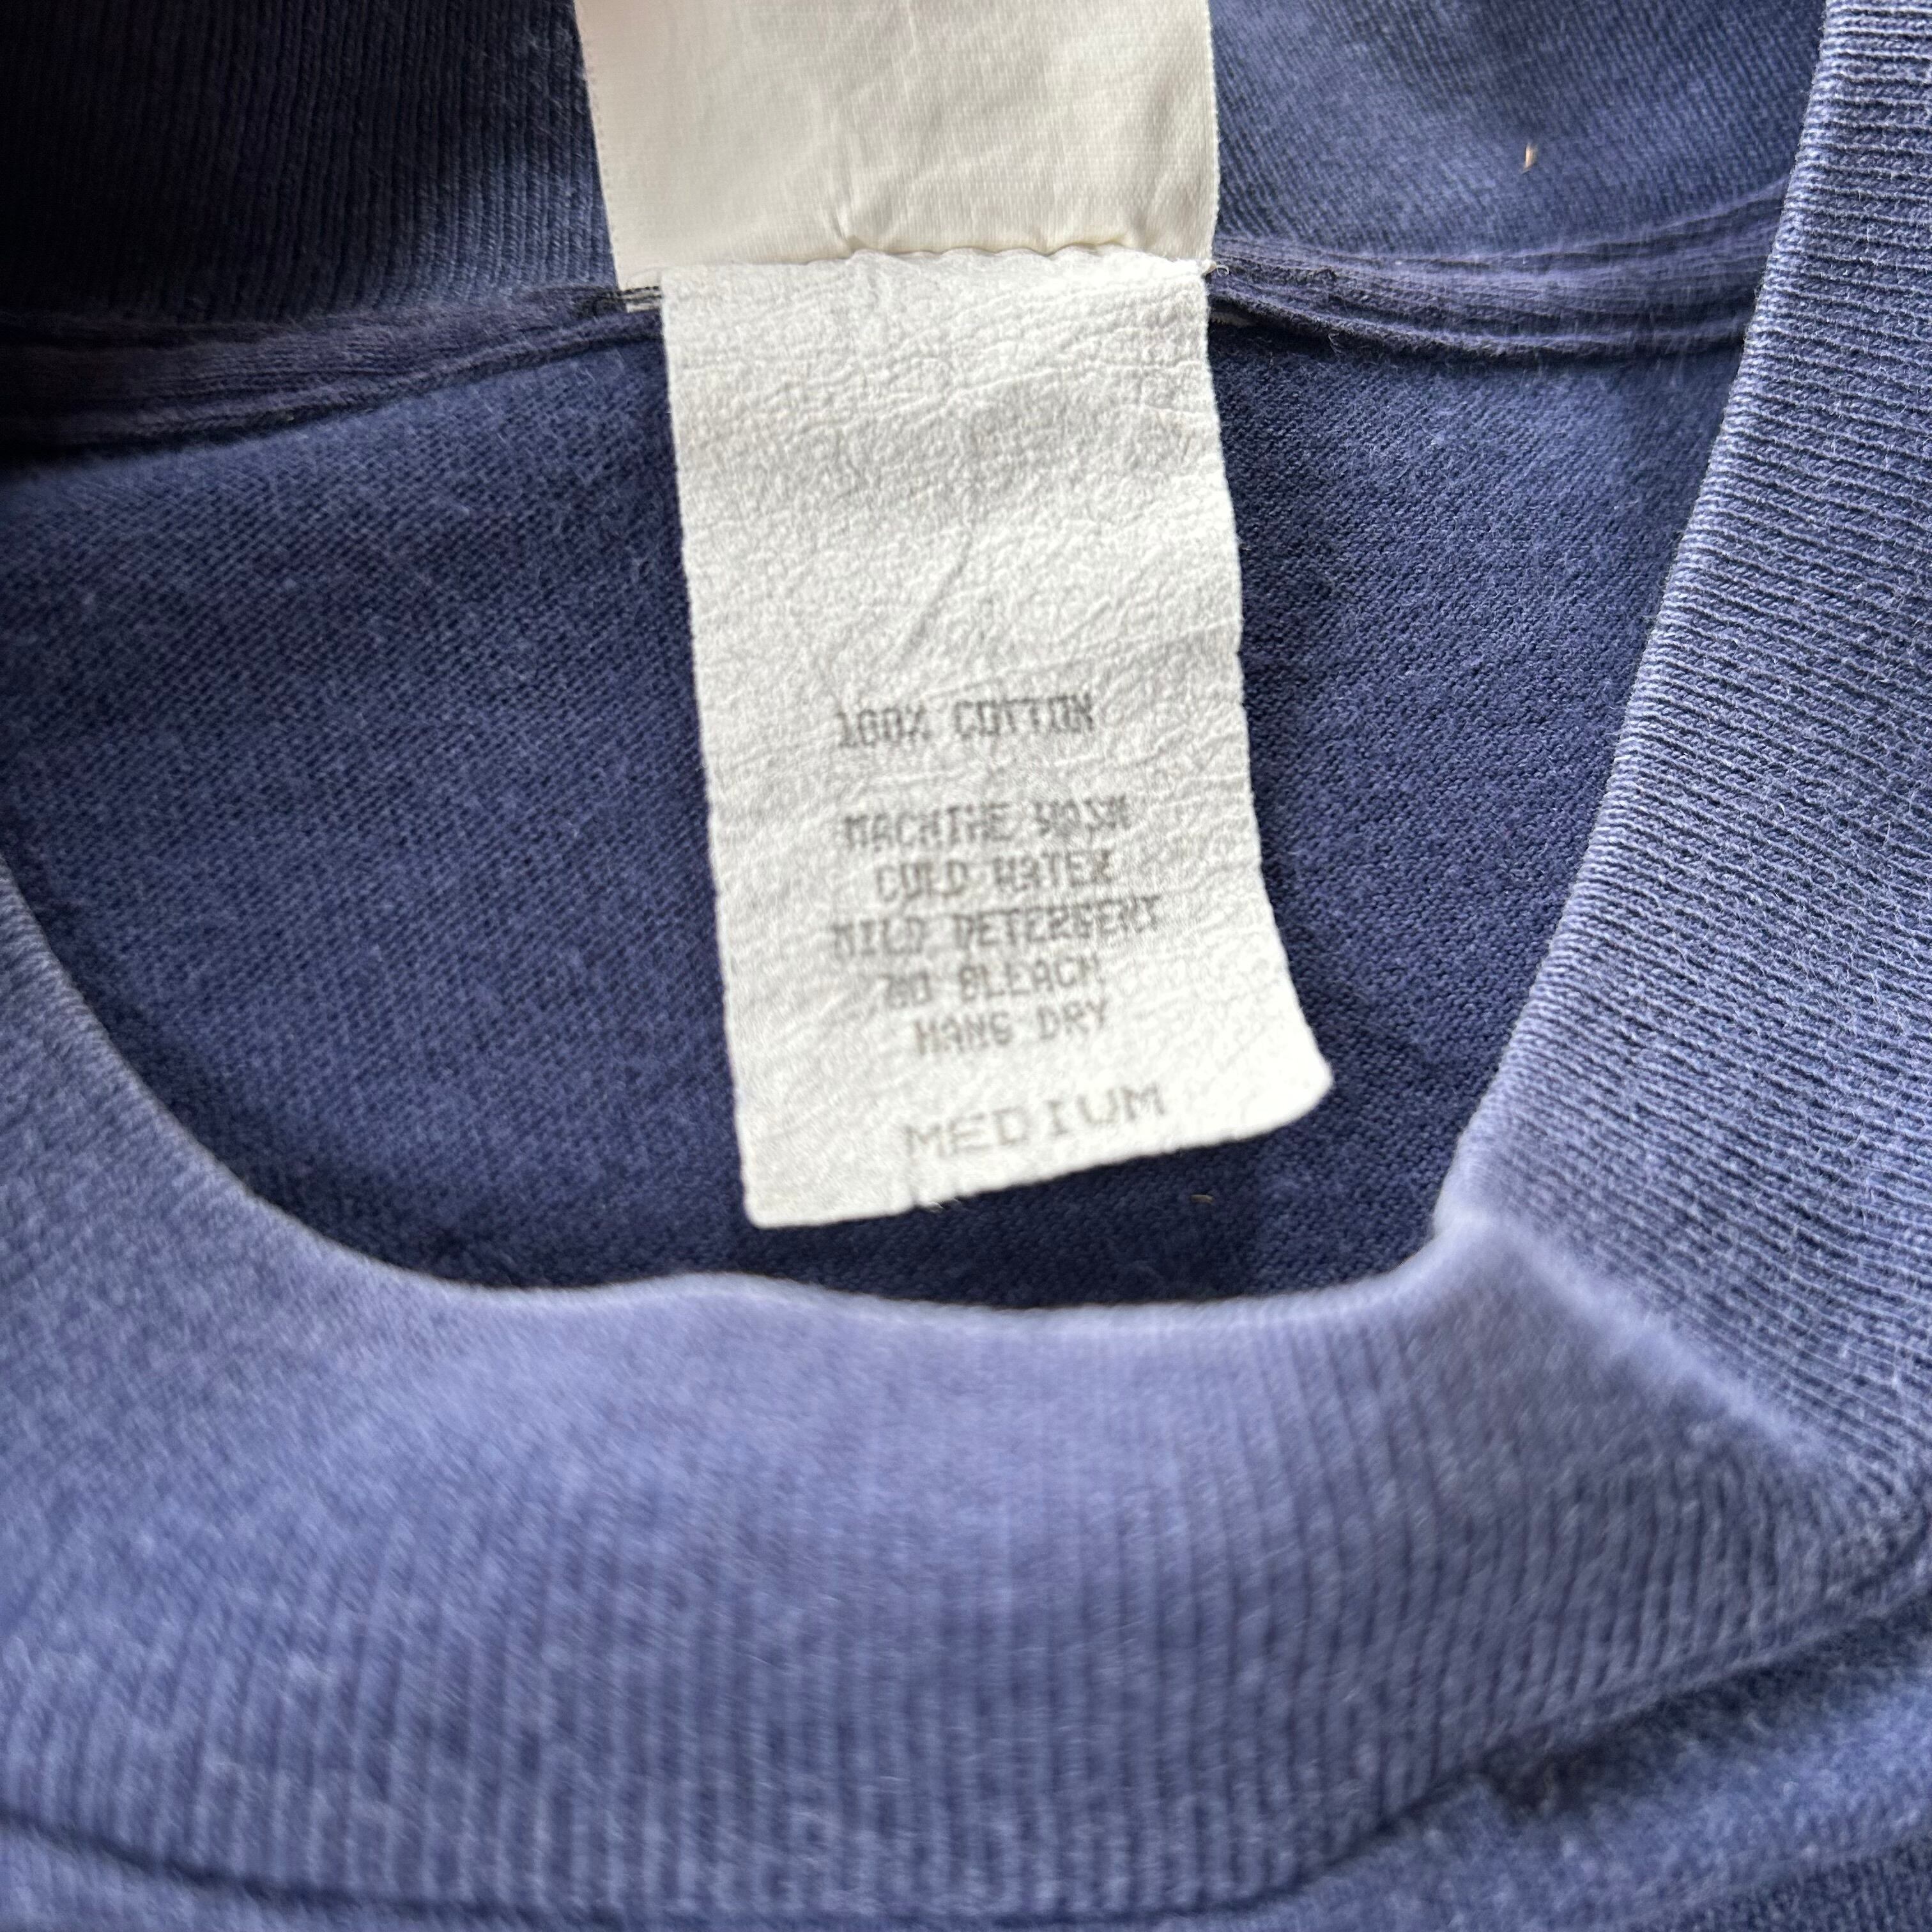 100% COTTON
MACHINE WASH
COLD WATER
MILD DETERGENT
NO BLEACH
HANG DRY
MEDIUM